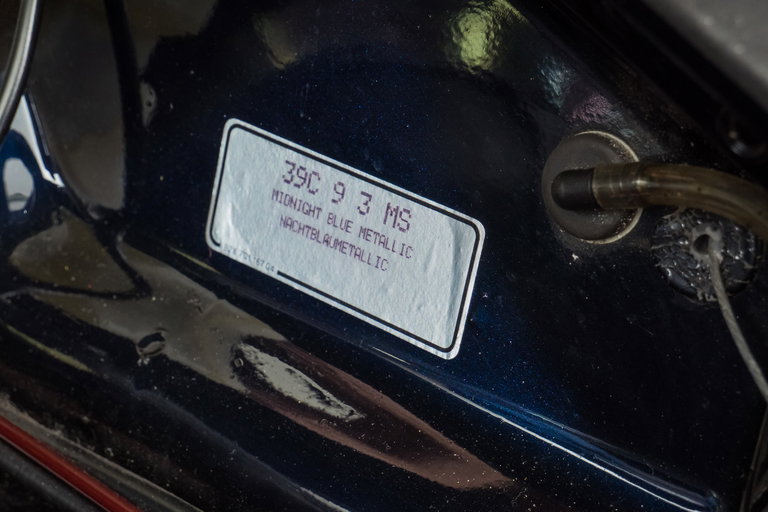 39C 9 3 MS
MIDNIGHT BLUE METALLIC
NACHTBLAUMETALLIC